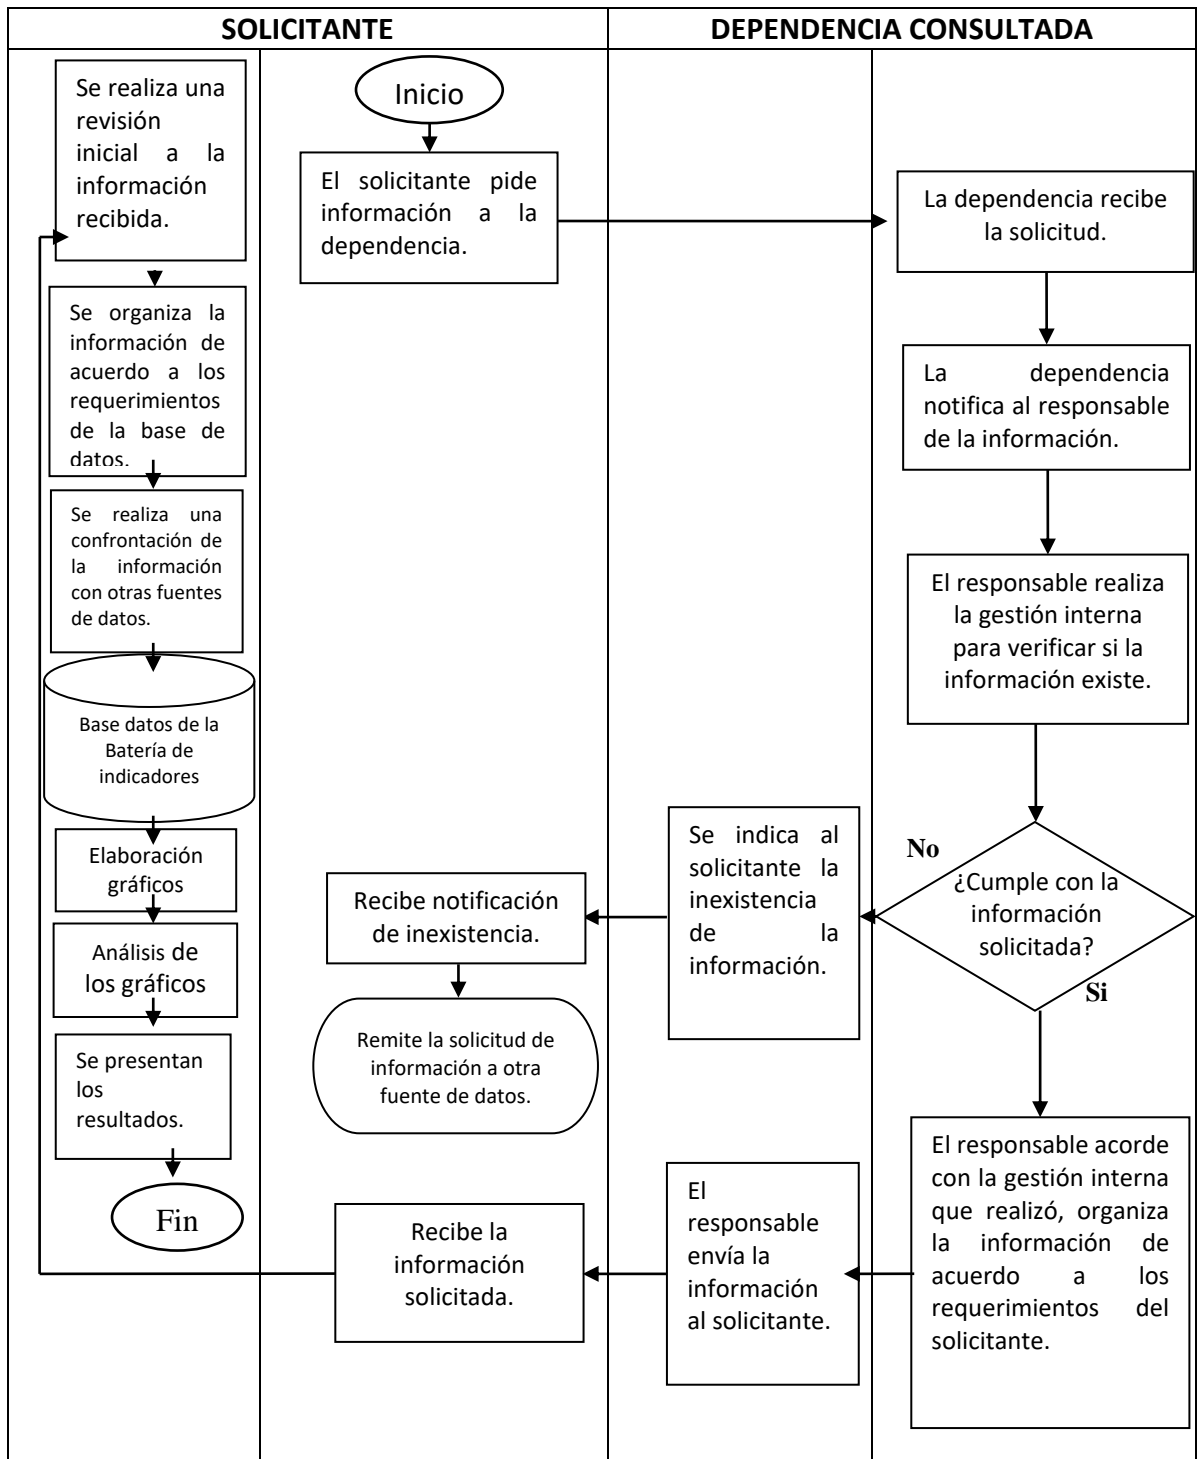 SOLICITANTE
DEPENDENCIA CONSULTADA
Se realiza una
revisión
inicial a la
información
recibida.
Se organiza la
información de
acuerdo a los
requerimientos
de la base de
datos.
Se realiza una
confrontación de
la información
con otras fuentes
de datos.
Base datos de la
Batería de
indicadores
Elaboración
gráficos
Análisis de
los gráficos
Se presentan
los
resultados.
Fin
Inicio
El solicitante pide
información a la
dependencia.
Recibe notificación
de inexistencia.
Remite la solicitud de
información a otra
fuente de datos.
Recibe la
información
solicitada.
Se indica al
solicitante la
inexistencia
de la
información.
El
responsable
envía la
información
al solicitante.
La dependencia recibe
la solicitud.
La dependencia
notifica al responsable
de la información.
El responsable realiza
la gestión interna
para verificar si la
información existe.
No
¿Cumple con la
información
solicitada?
Si
El responsable acorde
con la gestión interna
que realizó, organiza
la información de
acuerdo a los
requerimientos del
solicitante.